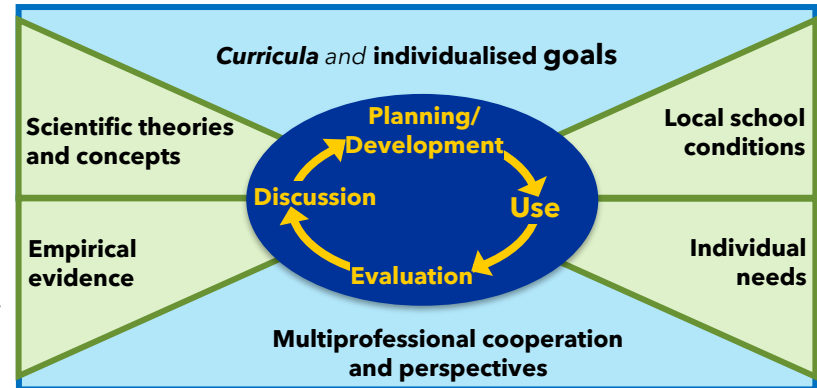 Curricula and individualised goals
Scientific theories
and concepts
Local school
conditions
Planning/
Development
Discussion
Use
Evaluation
Empirical
evidence
Individual
needs
Multiprofessional cooperation
and perspectives